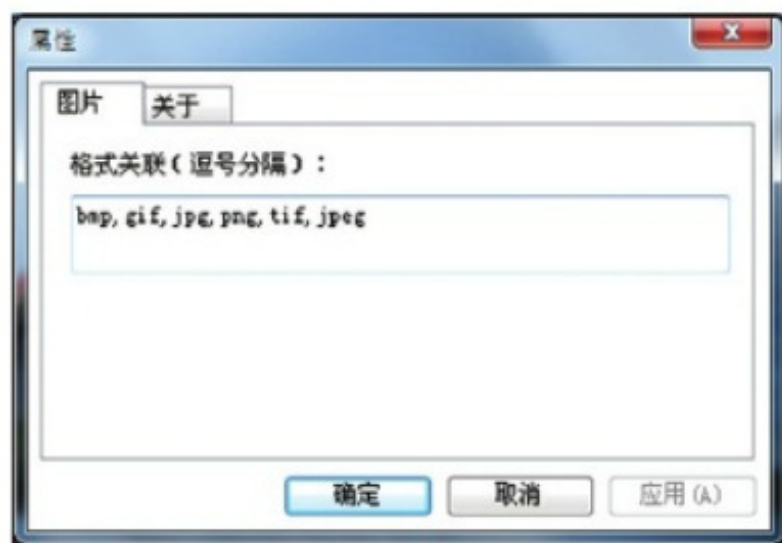 属性
图片
关于
格式关联(逗号分隔):
bmp,gif,jpg,png,tif,jpeg
确定
取消
应用(A)